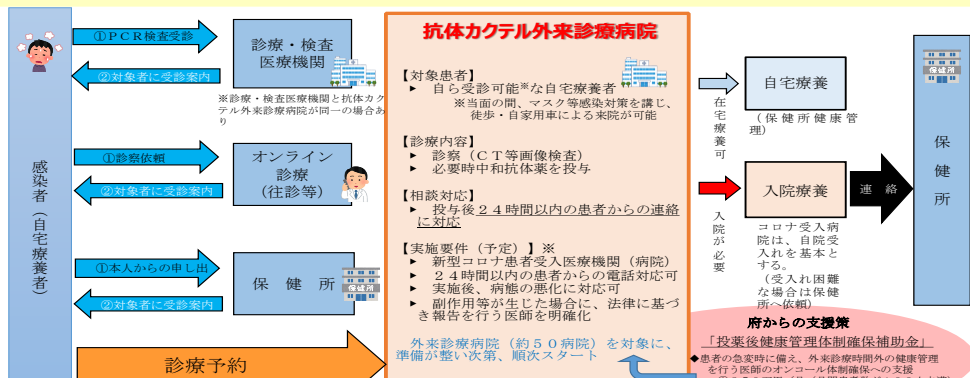 感染者（自宅療養者）
①ＰＣＲ検査受診
②対象者に受診案内
診療・検査
医療機関
※診療・検査医療機関と抗体カク
テル外来診療病院が同一の場合あ
り
①診察依頼
②対象者に受診案内
オンライン
診療
（往診等）
①本人からの申し出
②対象者に受診案内
保健所
診療予約
抗体カクテル外来診療病院
【対象患者】
▶ 自ら受診可能※な自宅療養者
※当面の間、マスク等感染対策を講じ、
徒歩・自家用車による来院が可能
【診療内容】
▶ 診察（ＣＴ等画像検査）
▶ 必要時中和抗体薬を投与
【相談対応】
▶ 投与後２４時間以内の患者からの連絡
に対応
【実施要件（予定）】※
▶ 新型コロナ患者受入医療機関（病院）
▶ ２４時間以内の患者からの電話対応可
▶ 実施後、病態の悪化に対応可
▶ 副作用等が生じた場合に、法律に基づ
き報告を行う医師を明確化
外来診療病院（約５０病院）を対象に、
準備が整い次第、順次スタート
在宅療養可
自宅療養
（保健所健康管
理）
入院が必要
入院療養
コロナ受入病
院は、自院受
入れを基本と
する。
（受入れ困難
な場合は保健
所へ依頼）
連絡
保健所
保健所
府からの支援策
「投薬後健康管理体制確保補助金」
◆患者の急変時に備え、外来診療時間外の健康管理
を行う医師のオンコール体制確保への支援